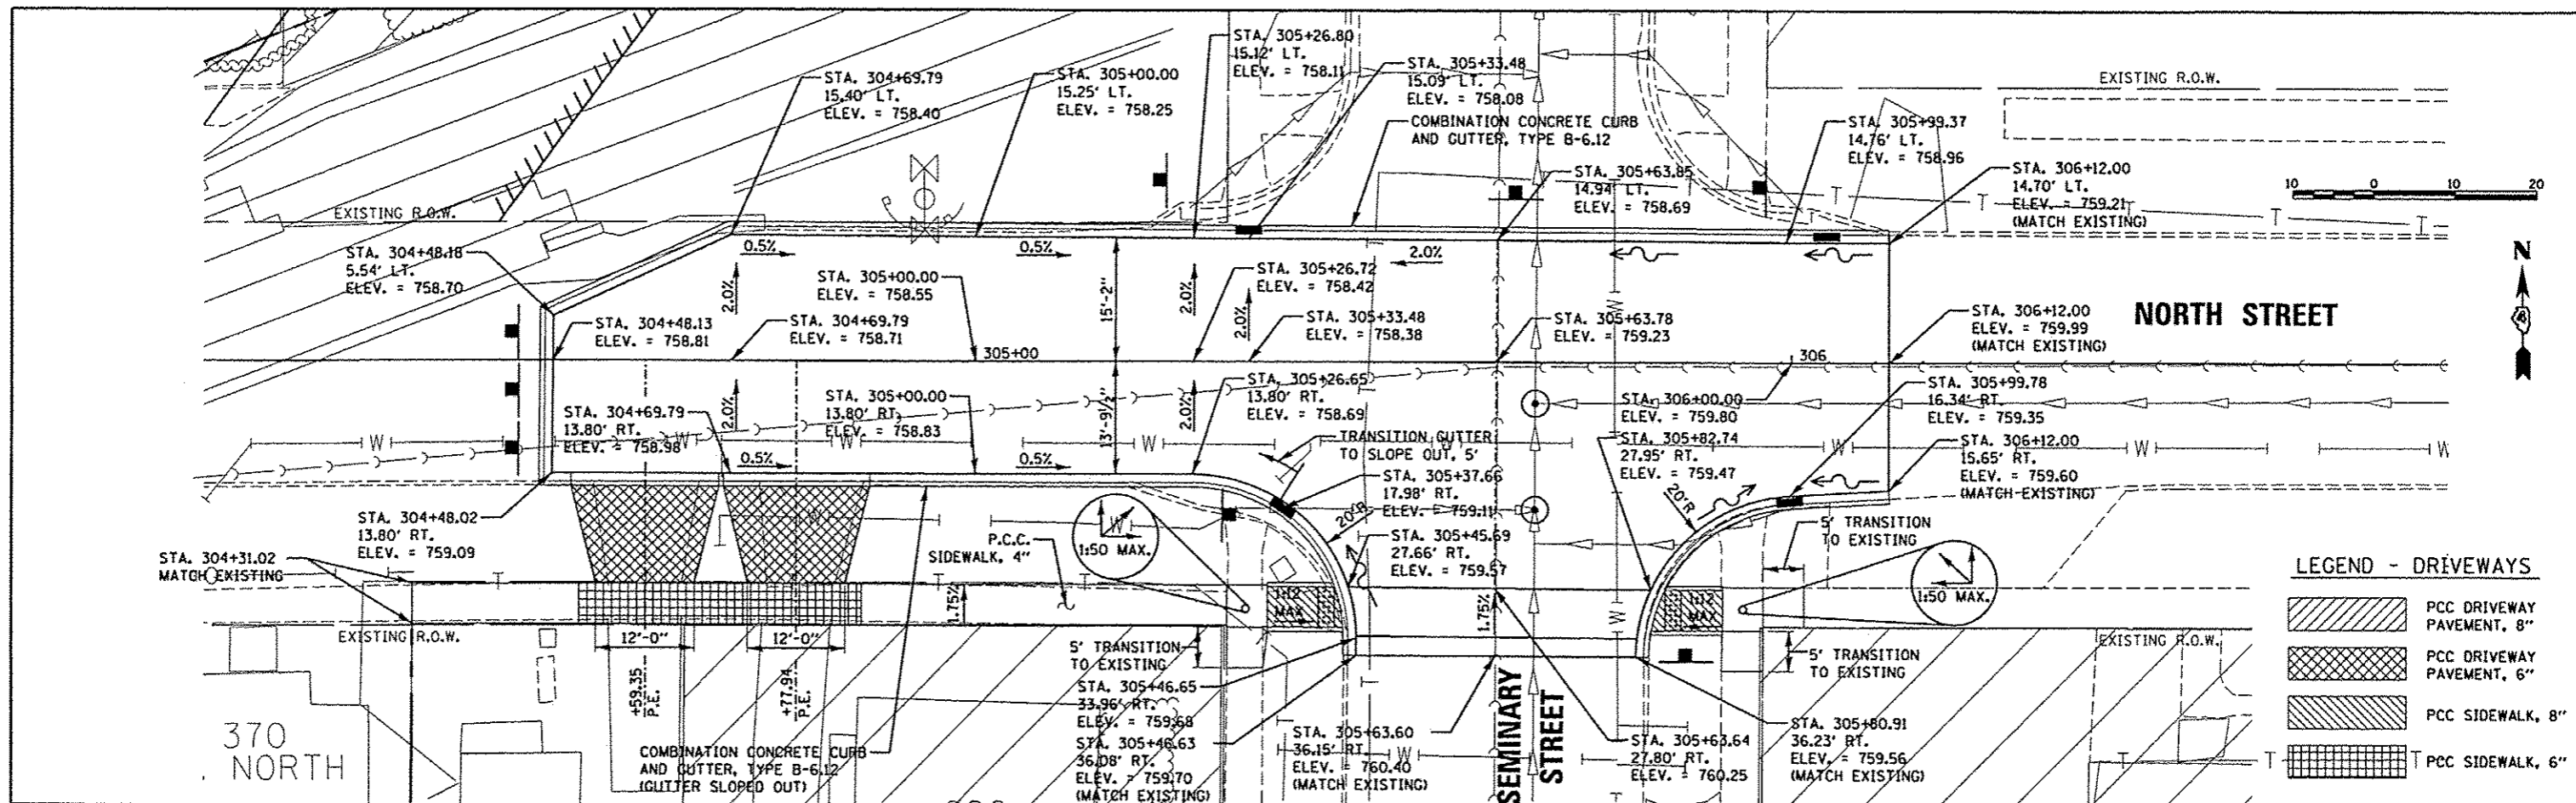 STA. 305+26.80
15.12' LT.
ELEV. = 758.11
STA. 304+69.79
15.40' LT.
ELEV. = 758.40
STA. 305+00.00
15.25' LT.
ELEV. = 758.25
STA. 305+33.48
15.09' LT.
ELEV. = 758.08
COMBINATION CONCRETE CURB
AND GUTTER, TYPE B-6.12
EXISTING R.O.W.
STA. 305+99.37
14.76' LT.
ELEV. = 758.96
STA. 305+63.85
14.94' LT.
ELEV. = 758.69
STA. 306+12.00
14.70' LT.
ELEV. = 759.21
(MATCH EXISTING)
10 0 10 20
EXISTING R.O.W.
T T T T T
N
STA. 304+48.18
5.54' LT.
ELEV. = 758.70
0.5%
0.5%
2.0%
STA. 305+00.00
ELEV. = 758.55
STA. 305+26.72
ELEV. = 758.42
2.0%
15'-2"
2.0%
2.0%
STA. 304+48.13
ELEV. = 758.81
STA. 304+69.79
ELEV. = 758.71
STA. 305+33.48
ELEV. = 758.38
STA. 305+63.78
ELEV. = 759.23
STA. 306+12.00
ELEV. = 759.99
(MATCH EXISTING)
NORTH STREET
305+00
306
STA. 304+69.79
13.80' RT.
ELEV. = 758.98
2.0%
STA. 305+00.00
13.80' RT.
ELEV. = 758.83
13'-9½"
2.0%
STA. 305+26.65
13.80' RT.
ELEV. = 758.69
STA. 306+00.00
ELEV. = 759.80
STA. 305+99.78
16.34' RT.
ELEV. = 759.35
W W W W W W W W
0.5%
0.5%
TRANSITION GUTTER
TO SLOPE OUT, 5'
STA. 305+82.74
27.95' RT.
ELEV. = 759.47
STA. 306+12.00
15.65' RT.
ELEV. = 759.60
(MATCH EXISTING)
STA. 305+37.66
17.98' RT.
ELEV. = 759.11
20'R
20'R
STA. 304+48.02
13.80' RT.
ELEV. = 759.09
P.C.C.
SIDEWALK, 4"
1:50 MAX.
5' TRANSITION
TO EXISTING
STA. 304+31.02
MATCH EXISTING
STA. 305+45.69
27.66' RT.
ELEV. = 759.57
1:50 MAX.
LEGEND - DRIVEWAYS
PCC DRIVEWAY
PAVEMENT, 8"
PCC DRIVEWAY
PAVEMENT, 6"
PCC SIDEWALK, 8"
PCC SIDEWALK, 6"
1.75%
1:12
MAX
1.75%
1:12
MAX
EXISTING R.O.W.
12'-0"
12'-0"
5' TRANSITION
TO EXISTING
5' TRANSITION
TO EXISTING
EXISTING R.O.W.
+59.35
P.E.
+77.94
P.E.
STA. 305+46.65
33.96' RT.
ELEV. = 759.68
STA. 305+46.63
36.08' RT.
ELEV. = 759.70
(MATCH EXISTING)
STA. 305+63.60
36.15' RT.
ELEV. = 760.40
(MATCH EXISTING)
SEMINARY
STREET
STA. 305+63.64
27.80' RT.
ELEV. = 760.25
STA. 305+80.91
36.23' RT.
ELEV. = 759.56
(MATCH EXISTING)
370
NORTH
COMBINATION CONCRETE CURB
AND GUTTER, TYPE B-6.12
(GUTTER SLOPED OUT)